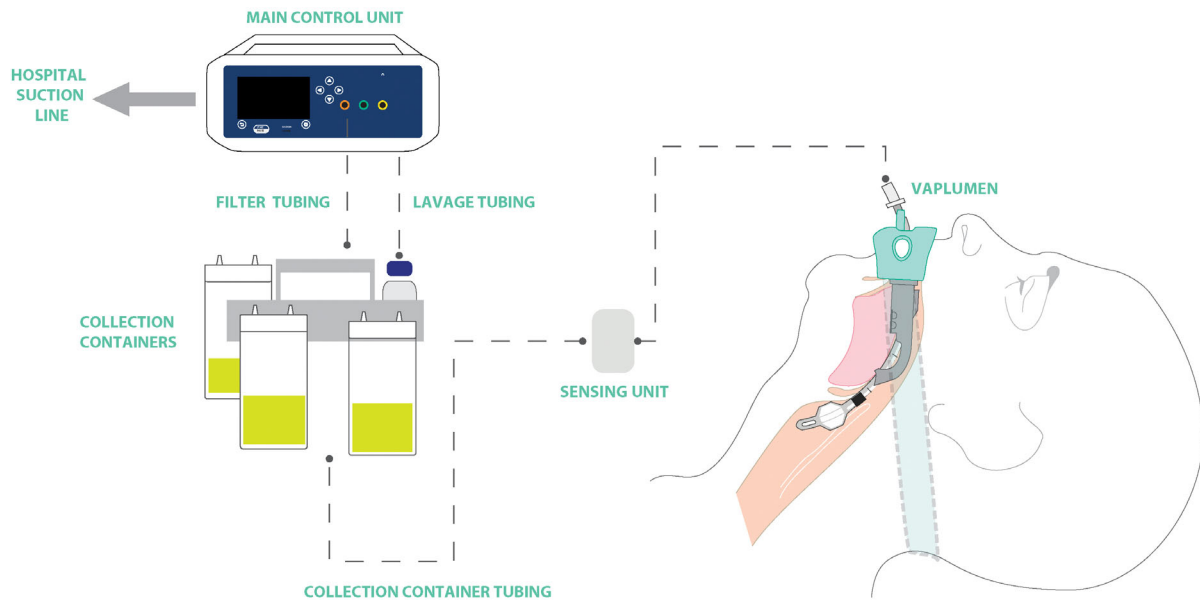 MAIN CONTROL UNIT
HOSPITAL
SUCTION
LINE
FILTER TUBING
LAVAGE TUBING
VAPLUMEN
COLLECTION
CONTAINERS
SENSING UNIT
COLLECTION CONTAINER TUBING